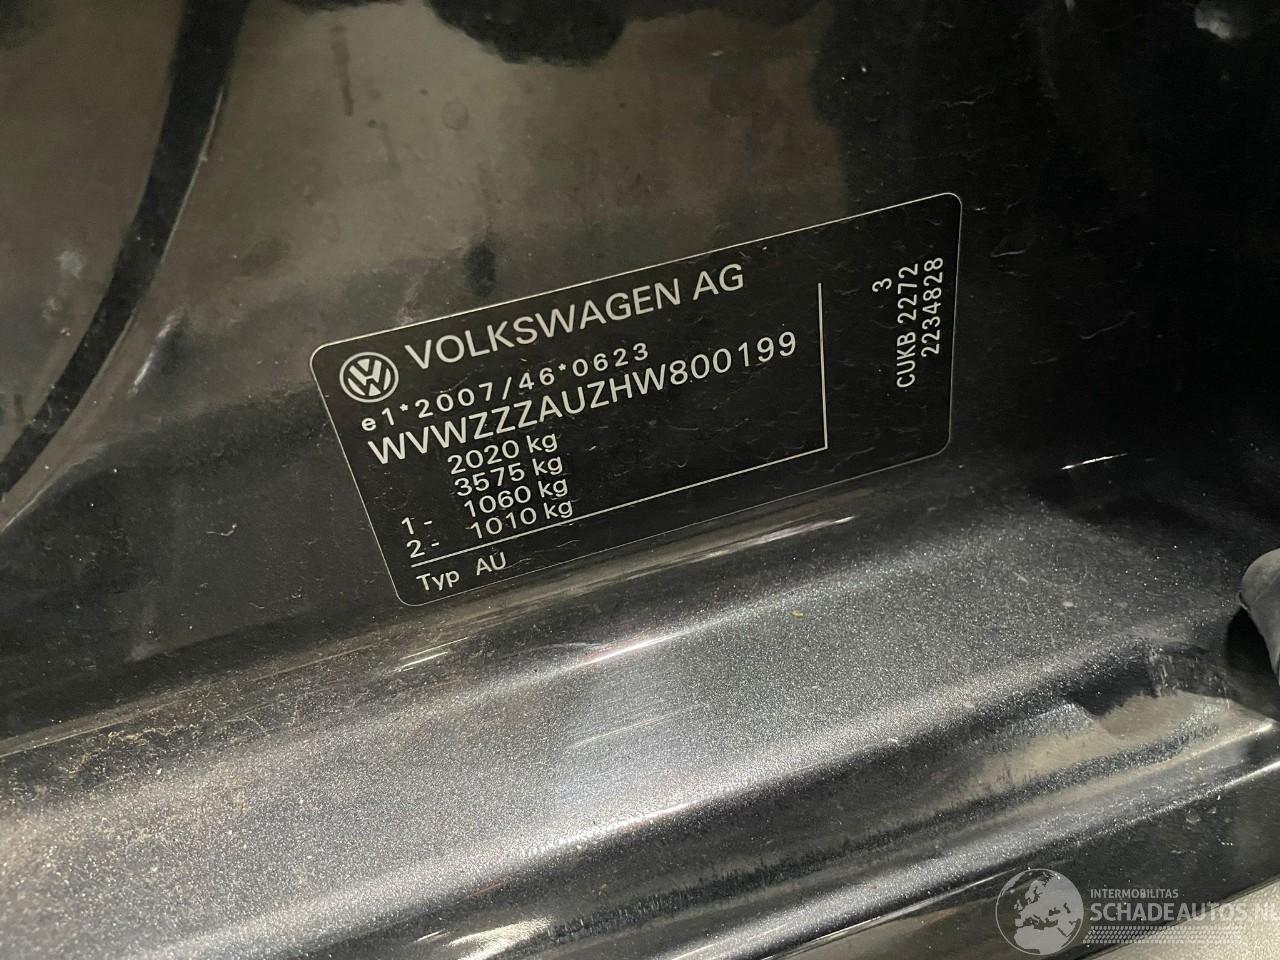 VOLKSWAGEN AG
e1*2007/46*0623
WVWZZZAUZHW800199
2020 kg
3575 kg
1- 1060 kg
2- 1010 kg
Typ AU
3
CUKB 2272
2234828
INTERMOBILITAS
SCHADEAUTOS.NL